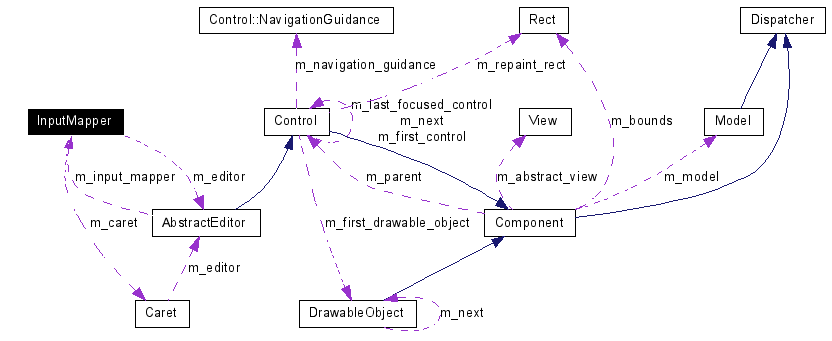 Control::NavigationGuidance
Rect
Dispatcher
m_navigation_guidance
m_repaint_rect
m_last_focused_control
m_next
m_first_control
InputMapper
Control
View
m_bounds
Model
m_input_mapper
m_editor
m_parent
m_abstract_view
m_model
m_caret
AbstractEditor
m_first_drawable_object
Component
m_editor
Caret
DrawableObject
m_next